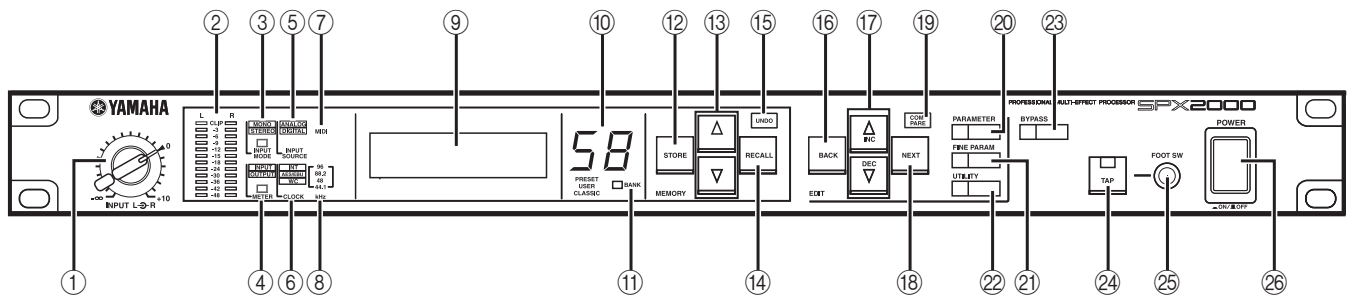 ② ③ ⑤ ⑦ ⑨ ⑩ ⑫ ⑬ ⑮ ⑯ ⑰ ⑲ ⑳ ㉓
YAMAHA
L R
CLIP
-3
-6
-9
-12
-15
-18
-24
-30
-36
-42
-48
0
-∞ +10
INPUT L R
MONO
STEREO
INPUT
MODE
ANALOG
DIGITAL
INPUT
SOURCE
MIDI
INPUT
OUTPUT
METER
INT
AES/EBU
WC
CLOCK
96
88.2
48
44.1
kHz
58
PRESET
USER
CLASSIC
BANK
STORE
MEMORY
RECALL
UNDO
BACK
EDIT
INC
DEC
NEXT
COM
PARE
PROFESSIONAL MULTI-EFFECT PROCESSOR SPX2000
PARAMETER
FINE PARAM
UTILITY
BYPASS
TAP
FOOT SW
POWER
ON/ OFF
① ④ ⑥ ⑧ ⑪ ⑭ ⑱ ㉒ ㉑ ㉔ ㉕ ㉖